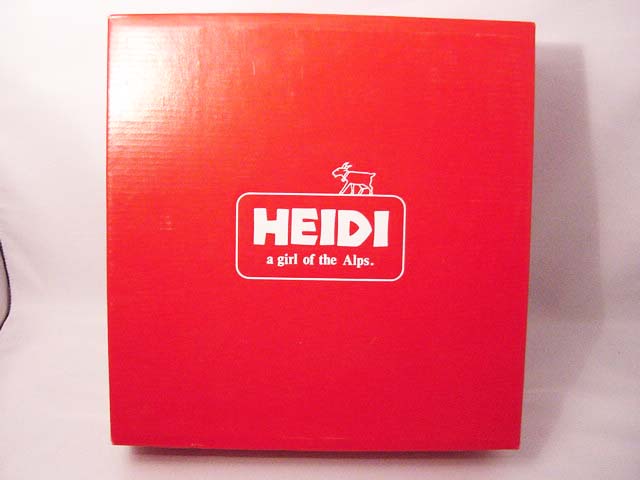 HEIDI
a girl of the Alps.